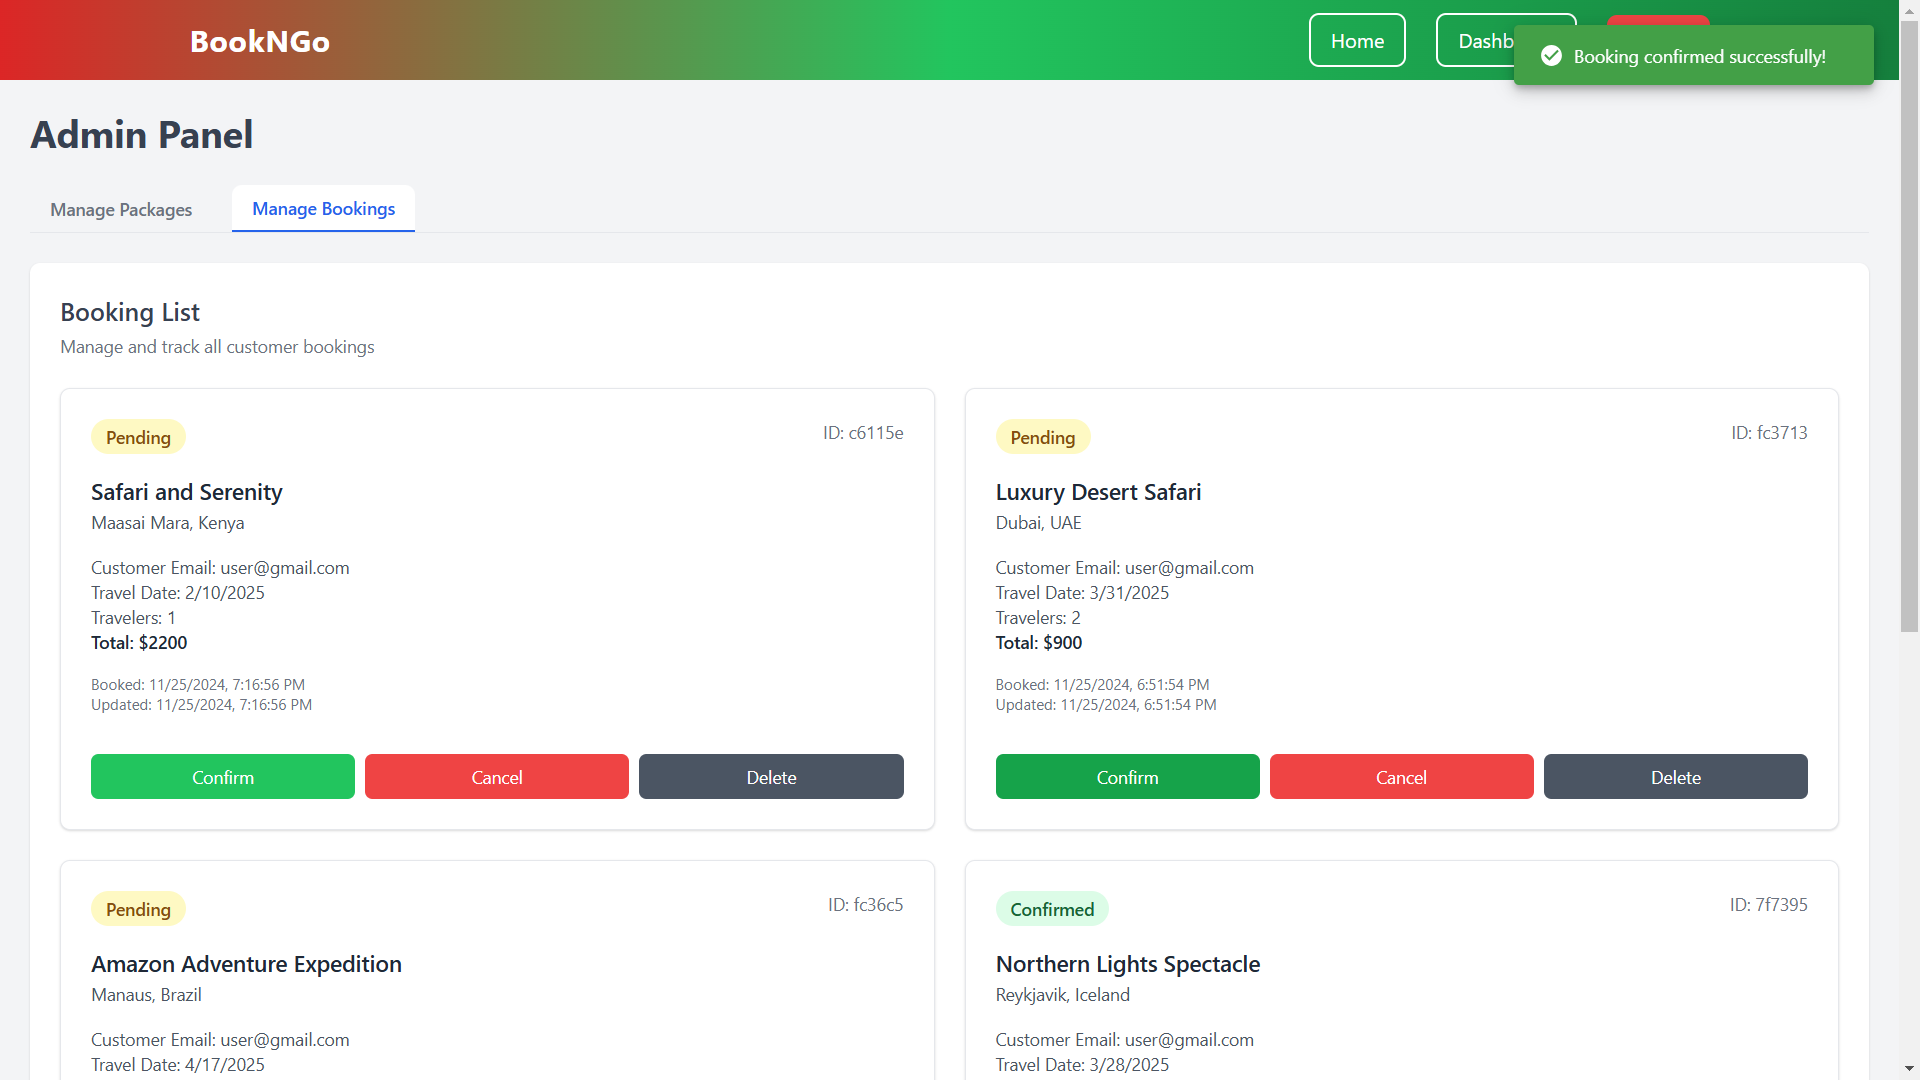 BookNGo
Home
Dashb
Booking confirmed successfully!
Admin Panel
Manage Packages
Manage Bookings
Booking List
Manage and track all customer bookings
Pending
ID: c6115e
Safari and Serenity
Maasai Mara, Kenya
Customer Email: user@gmail.com
Travel Date: 2/10/2025
Travelers: 1
Total: $2200
Booked: 11/25/2024, 7:16:56 PM
Updated: 11/25/2024, 7:16:56 PM
Confirm
Cancel
Delete
Pending
ID: fc3713
Luxury Desert Safari
Dubai, UAE
Customer Email: user@gmail.com
Travel Date: 3/31/2025
Travelers: 2
Total: $900
Booked: 11/25/2024, 6:51:54 PM
Updated: 11/25/2024, 6:51:54 PM
Confirm
Cancel
Delete
Pending
ID: fc36c5
Amazon Adventure Expedition
Manaus, Brazil
Customer Email: user@gmail.com
Travel Date: 4/17/2025
Confirmed
ID: 7f7395
Northern Lights Spectacle
Reykjavik, Iceland
Customer Email: user@gmail.com
Travel Date: 3/28/2025